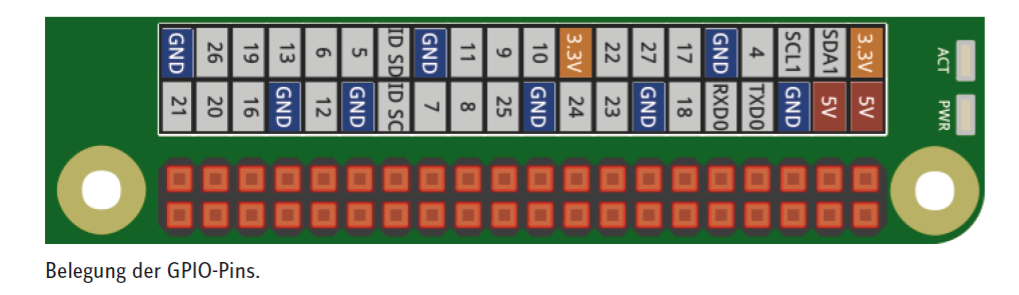 GND 26 19 13 6 5 ID SD GND 11 9 10 3.3V 22 27 17 GND 4 SCL1 SDA1 3.3V
21 20 16 GND 12 GND ID SC 7 8 25 GND 24 23 GND 18 RXD0 TXD0 GND 5V 5V
ACT
PWR
Belegung der GPIO-Pins.